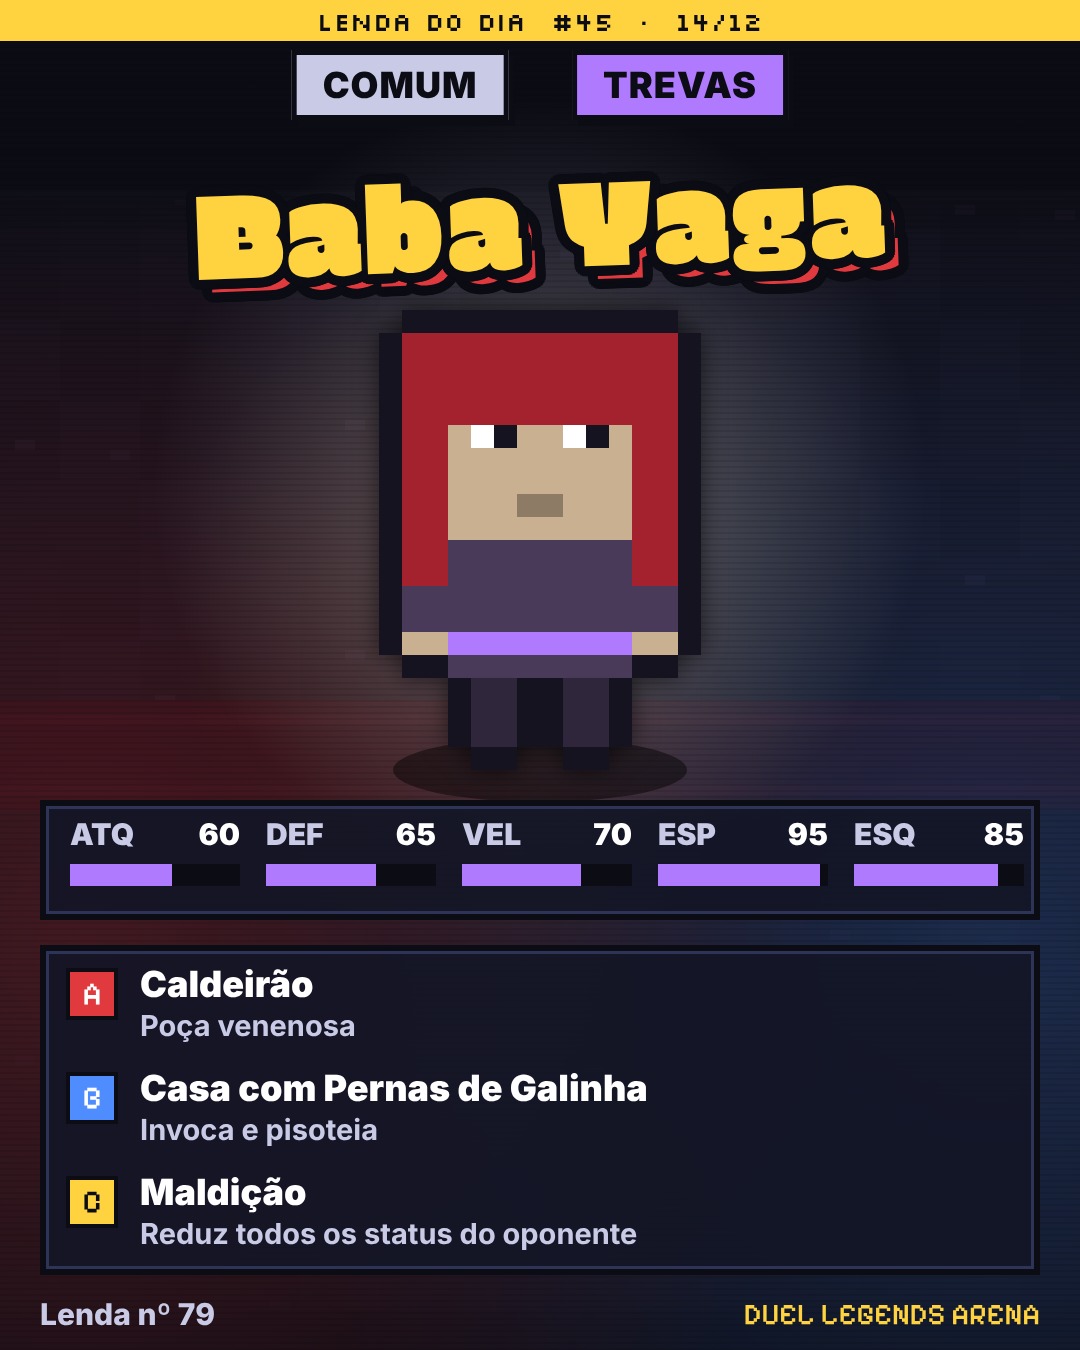 LENDA DO DIA #45 · 14/12
COMUM TREVAS
Baba Yaga
ATQ 60 DEF 65 VEL 70 ESP 95 ESQ 85
A Caldeirão
Poça venenosa
B Casa com Pernas de Galinha
Invoca e pisoteia
C Maldição
Reduz todos os status do oponente
Lenda nº 79 DUEL LEGENDS ARENA